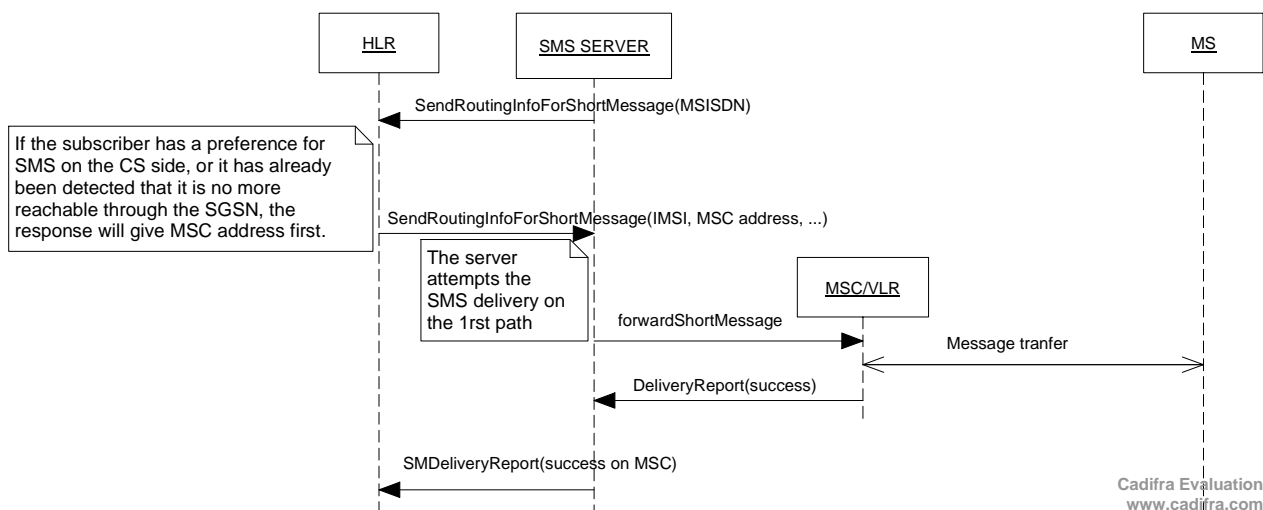 HLR
SMS SERVER
MS
SendRoutingInfoForShortMessage(MSISDN)
If the subscriber has a preference for
SMS on the CS side, or it has already
been detected that it is no more
reachable through the SGSN, the
response will give MSC address first.
SendRoutingInfoForShortMessage(IMSI, MSC address, ...)
The server
attempts the
SMS delivery on
the 1rst path
MSC/VLR
forwardShortMessage
Message tranfer
DeliveryReport(success)
SMDeliveryReport(success on MSC)
Cadifra Evaluation
www.cadifra.com